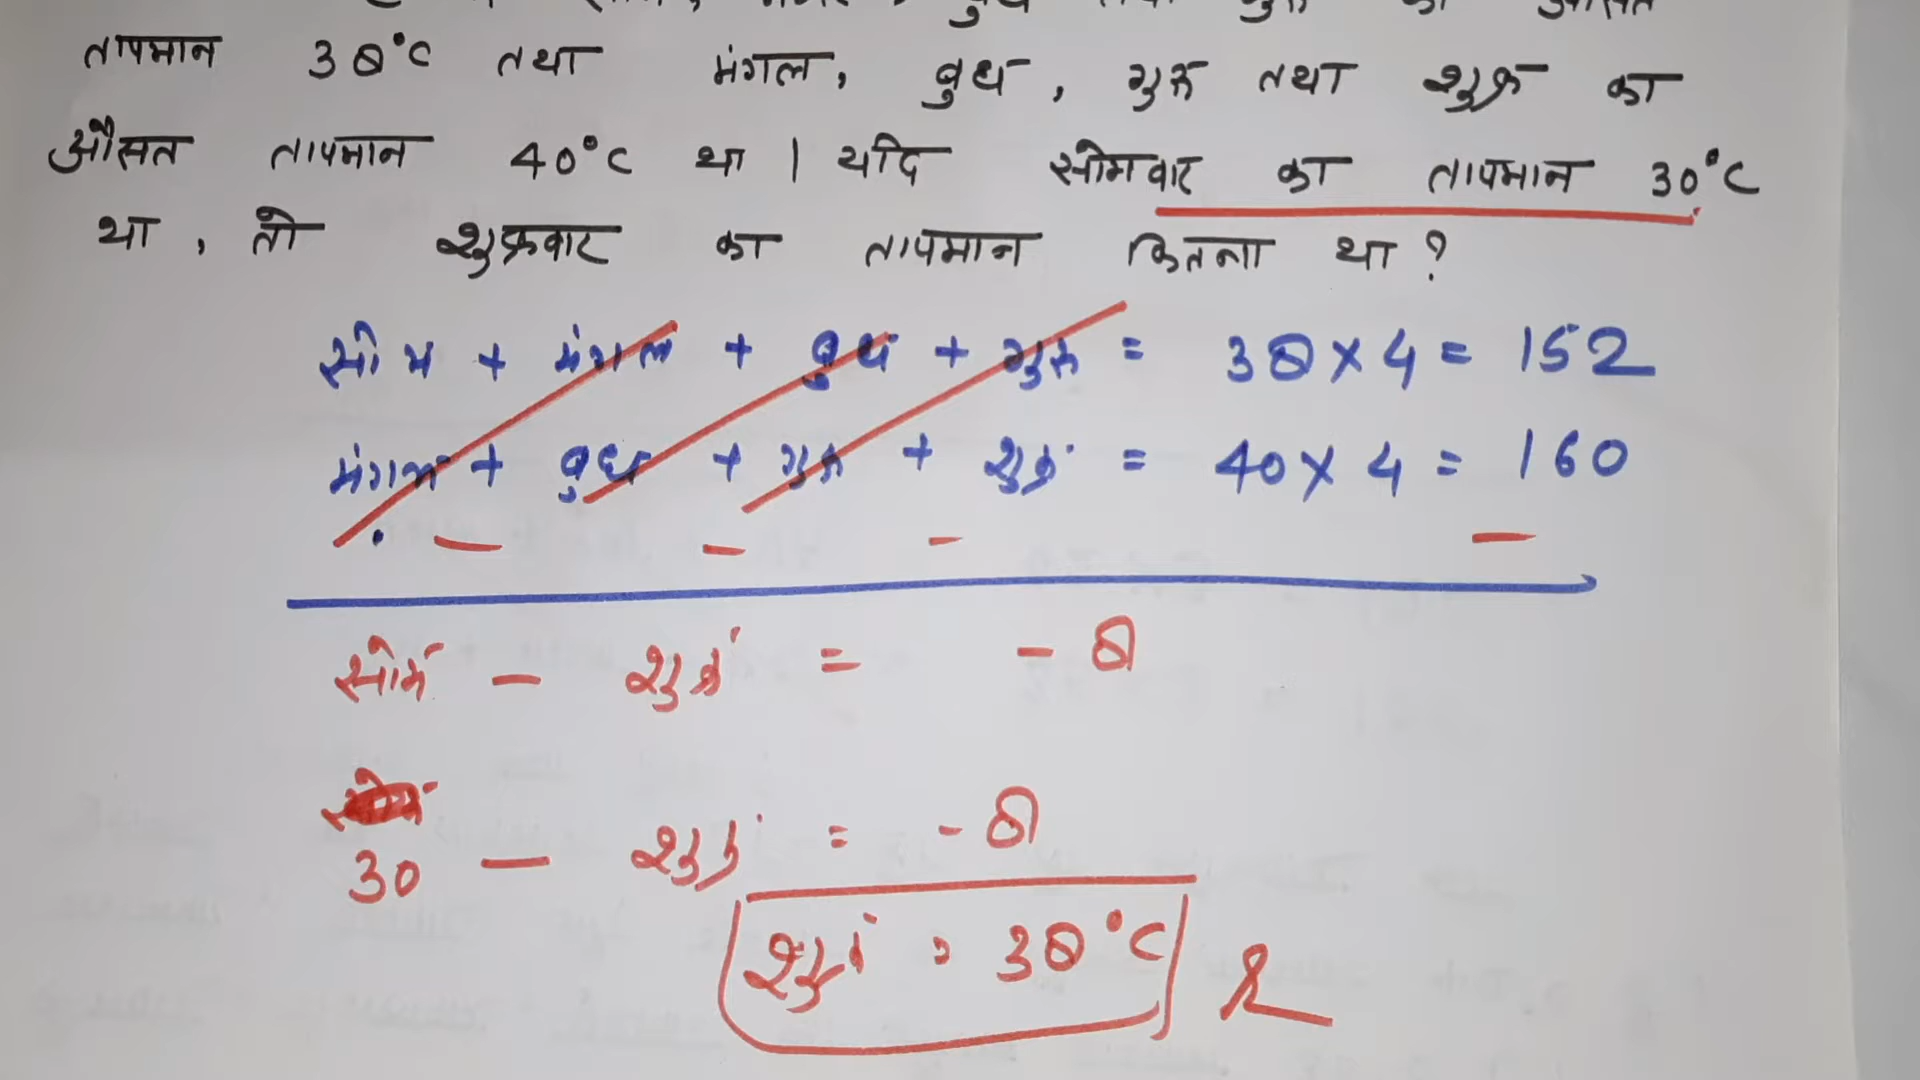 तापमान 38°C तथा मंगल, बुध, गुरु तथा शुक्र का
औसत तापमान 40°C था | यदि सोमवार का तापमान 30°C
था, तो शुक्रवार का तापमान कितना था?
सोम + मंगल + बुध + गुरु = 38×4 = 152
मंगल + बुध + गुरु + शुक्र = 40×4 = 160
सोम - शुक्र = - 8
30 - शुक्र = - 8
शुक्र = 38°C